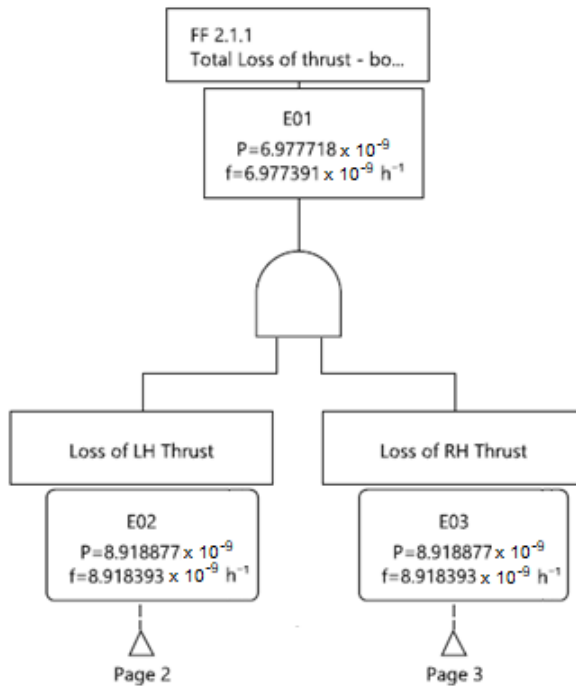 FF 2.1.1
Total Loss of thrust - bo...
E01
P=6.977718 x 10⁻⁹
f=6.977391 x 10⁻⁹ h⁻¹
Loss of LH Thrust
Loss of RH Thrust
E02
P=8.918877 x 10⁻⁹
f=8.918393 x 10⁻⁹ h⁻¹
E03
P=8.918877 x 10⁻⁹
f=8.918393 x 10⁻⁹ h⁻¹
Page 2
Page 3